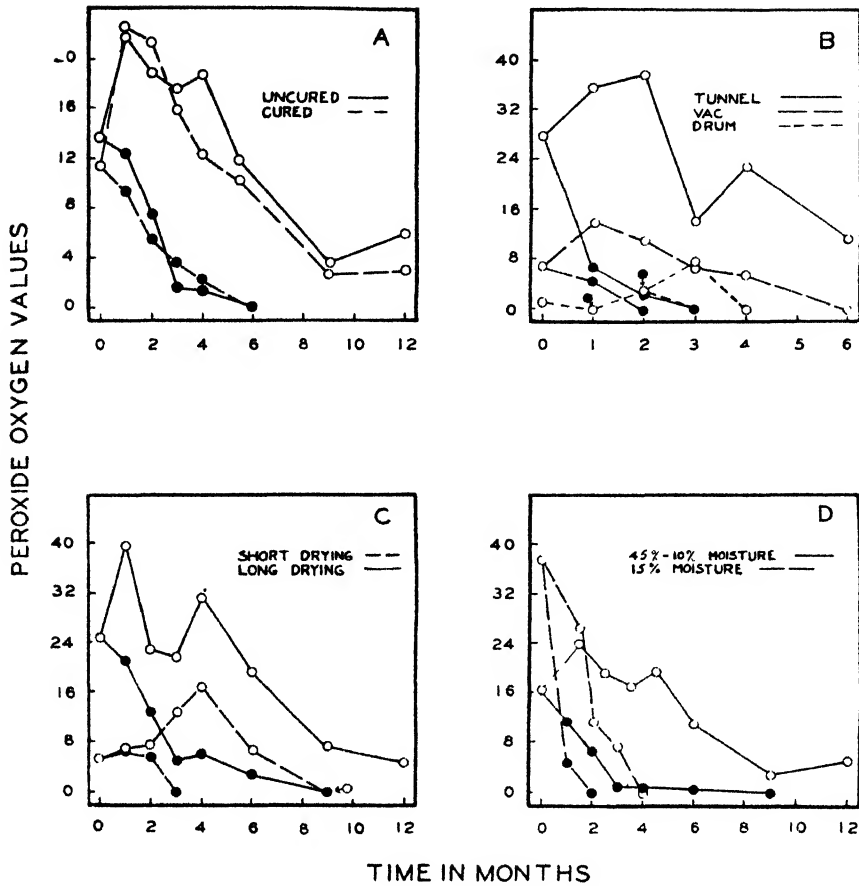 A
UNCURED
CURED
0
16
12
8
4
0
0 2 4 6 8 10 12
B
TUNNEL
VAC
DRUM
40
32
24
16
8
0
0 1 2 3 4 5 6
PEROXIDE OXYGEN VALUES
C
SHORT DRYING
LONG DRYING
40
32
24
16
8
0
0 2 4 6 8 10 12
D
45%-10% MOISTURE
15% MOISTURE
40
32
24
16
8
0
0 2 4 6 8 10 12
TIME IN MONTHS